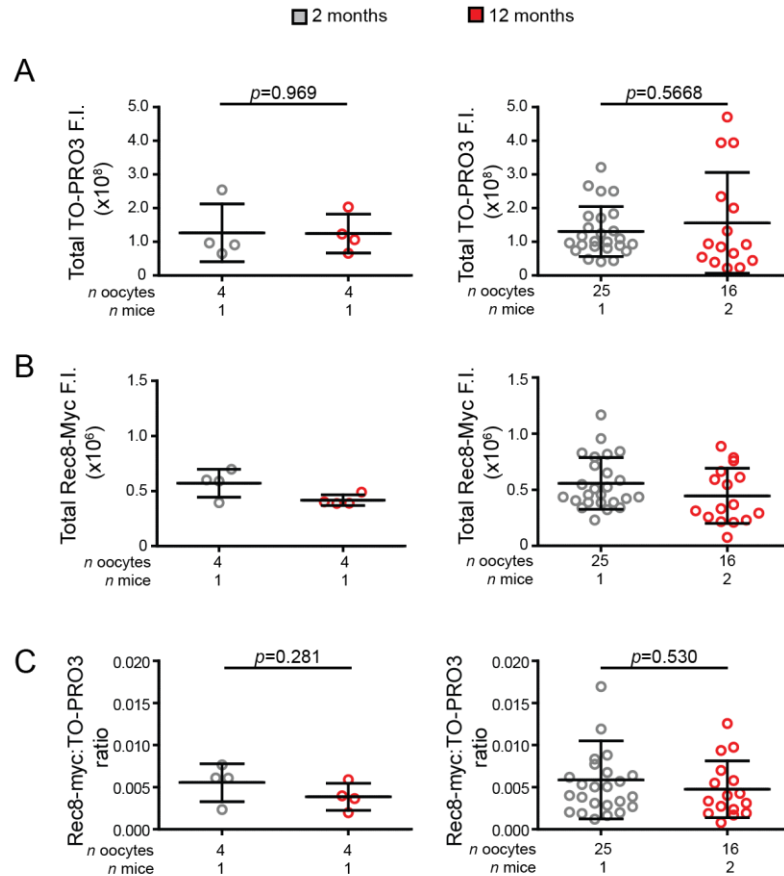 2 months 12 months
A
Total TO-PRO3 F.I.
(x10⁸)
p=0.969
5.0
4.0
3.0
2.0
1.0
0
n oocytes 4 4
n mice 1 1
Total TO-PRO3 F.I.
(x10⁸)
p=0.5668
5.0
4.0
3.0
2.0
1.0
0
n oocytes 25 16
n mice 1 2
B
Total Rec8-Myc F.I.
(x10⁶)
1.5
1.0
0.5
0
n oocytes 4 4
n mice 1 1
Total Rec8-Myc F.I.
(x10⁶)
1.5
1.0
0.5
0
n oocytes 25 16
n mice 1 2
C
Rec8-myc:TO-PRO3
ratio
p=0.281
0.020
0.015
0.010
0.005
0.000
n oocytes 4 4
n mice 1 1
Rec8-myc:TO-PRO3
ratio
p=0.530
0.020
0.015
0.010
0.005
0.000
n oocytes 25 16
n mice 1 2